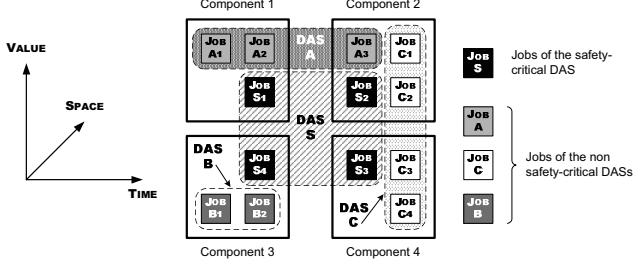 Component 1
Component 2
VALUE
SPACE
TIME
JOB
A1
JOB
A2
DAS
A
JOB
A3
JOB
C1
JOB
S1
JOB
S2
JOB
C2
DAS
S
DAS
B
JOB
S4
JOB
S3
JOB
C3
JOB
B1
JOB
B2
DAS
C
JOB
C4
Component 3
Component 4
JOB
S
Jobs of the safety-
critical DAS
JOB
A
JOB
C
JOB
B
Jobs of the non
safety-critical DASs